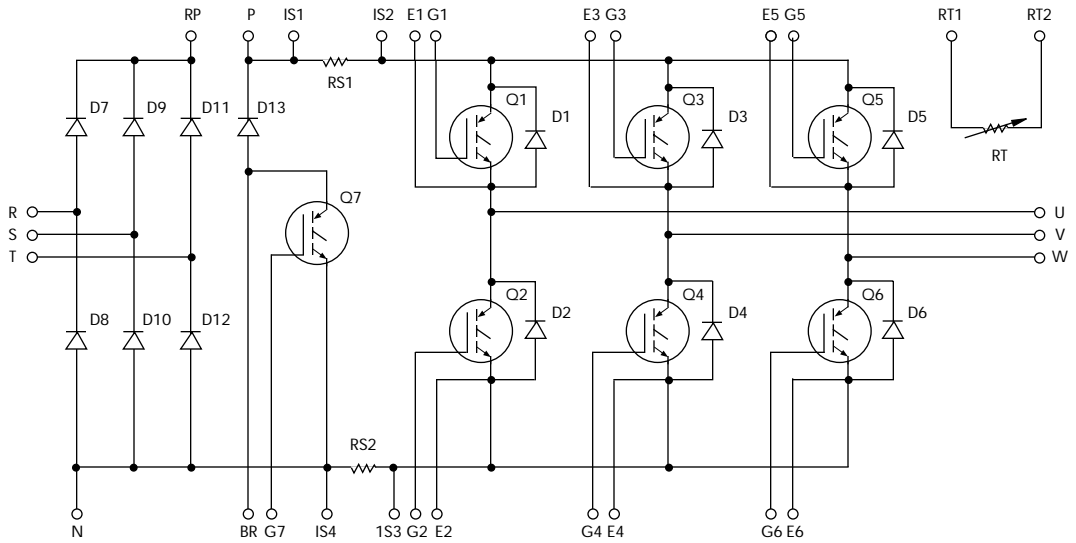 RP P IS1 IS2 E1 G1 E3 G3 E5 G5 RT1 RT2
RS1
D7 D9 D11 D13 Q1 D1 Q3 D3 Q5 D5
RT
Q7
R U
S V
T W
D8 D10 D12 Q2 D2 Q4 D4 Q6 D6
RS2
N BR G7 IS4 1S3 G2 E2 G4 E4 G6 E6